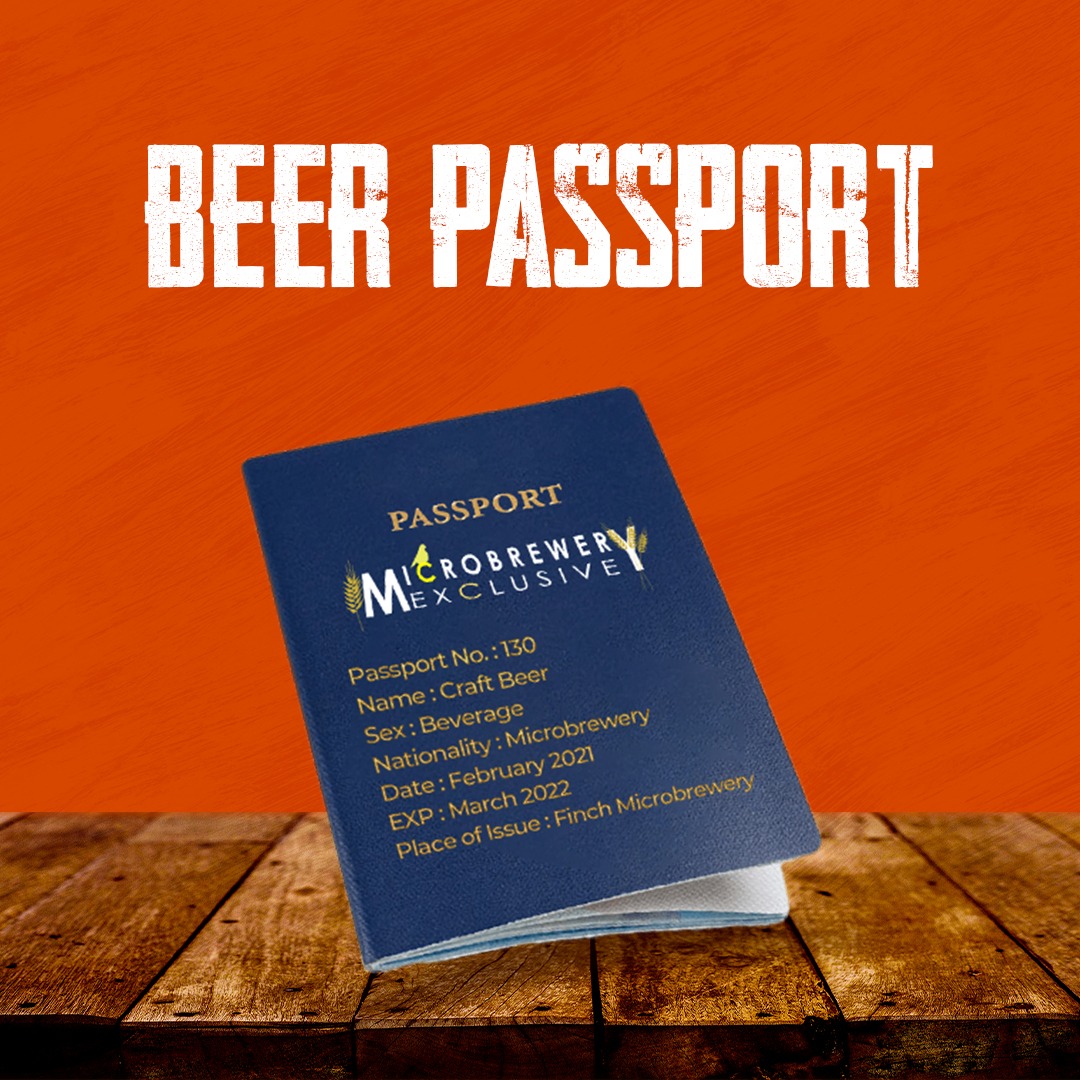 BEER PASSPORT
PASSPORT
MICROBREWERY
EXCLUSIVE
Passport No. : 130
Name : Craft Beer
Sex : Beverage
Nationality : Microbrewery
Date : February 2021
EXP : March 2022
Place of Issue : Finch Microbrewery